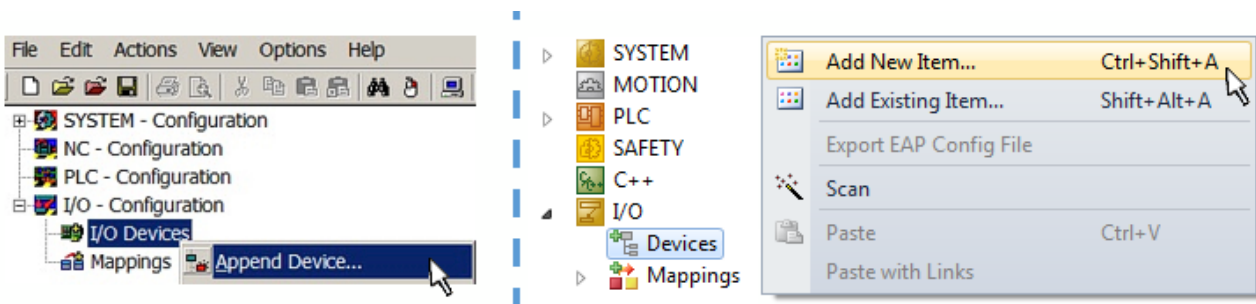 File Edit Actions View Options Help
SYSTEM - Configuration
NC - Configuration
PLC - Configuration
I/O - Configuration
I/O Devices
Mappings
Append Device...
SYSTEM
MOTION
PLC
SAFETY
C++
I/O
Devices
Mappings
Add New Item... Ctrl+Shift+A
Add Existing Item... Shift+Alt+A
Export EAP Config File
Scan
Paste Ctrl+V
Paste with Links